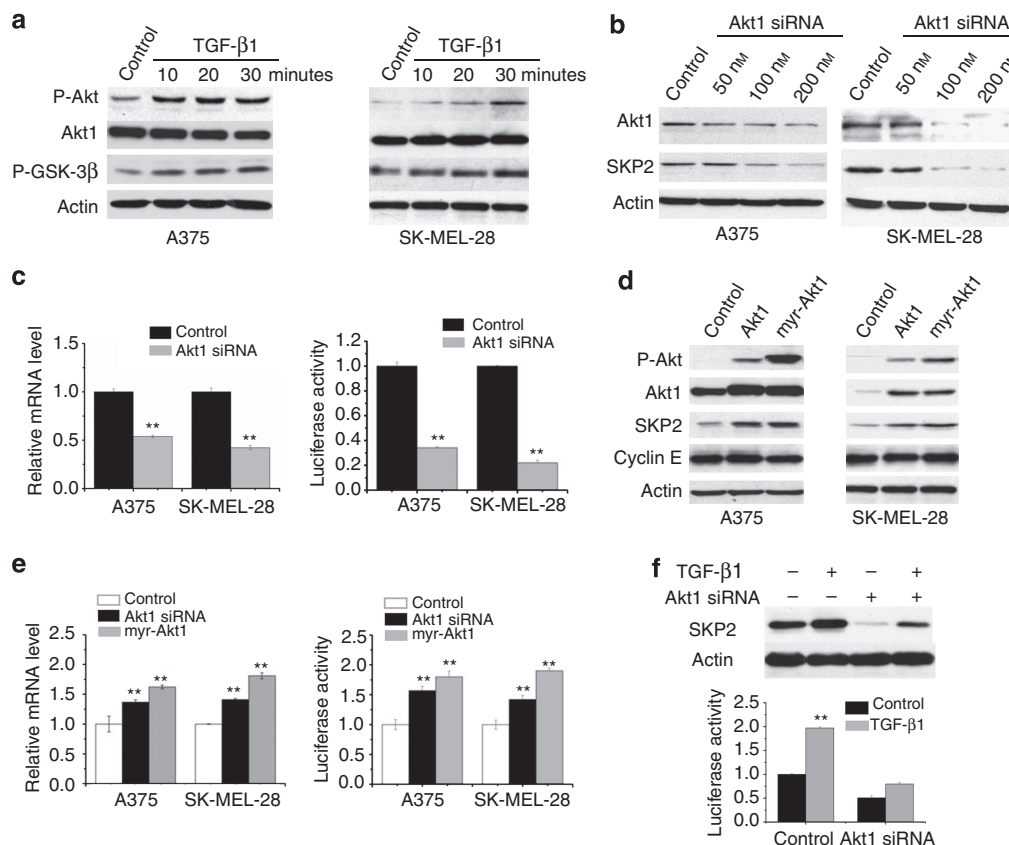 a
Control TGF-β1
10 20 30 minutes
P-Akt
Akt1
P-GSK-3β
Actin
A375
TGF-β1
Control
10 20 30 minutes
SK-MEL-28
b
Akt1 siRNA
Control 50 nM 100 nM 200 nM
Akt1
SKP2
Actin
A375
Akt1 siRNA
Control 50 nM 100 nM 200 n
SK-MEL-28
c
Relative mRNA level
Control
Akt1 siRNA
1.5
1.0
0.5
0.0
** **
A375 SK-MEL-28
Luciferase activity
Control
Akt1 siRNA
1.2
1.0
0.8
0.6
0.4
0.2
0.0
** **
A375 SK-MEL-28
d
Control Akt1 myr-Akt1
P-Akt
Akt1
SKP2
Cyclin E
Actin
A375
Control Akt1 myr-Akt1
SK-MEL-28
e
Relative mRNA level
Control
Akt1 siRNA
myr-Akt1
2.5
2.0
1.5
1.0
0.5
0.0
** ** ** **
A375 SK-MEL-28
Luciferase activity
Control
Akt1 siRNA
myr-Akt1
2.5
2.0
1.5
1.0
0.5
0.0
** ** ** **
A375 SK-MEL-28
f
TGF-β1 – + – +
Akt1 siRNA – – + +
SKP2
Actin
Luciferase activity
Control
TGF-β1
2.5
2.0
1.5
1.0
0.5
0.0
**
Control Akt1 siRNA